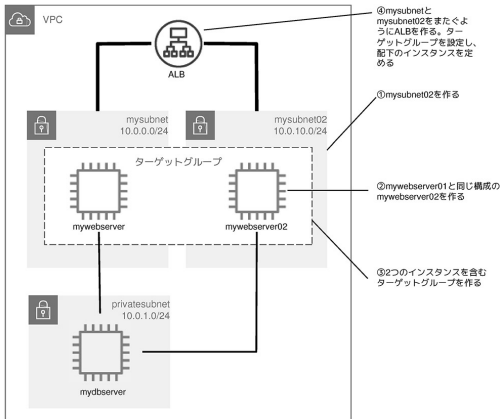 VPC
ALB
④mysubnetと
mysubnet02をまたぐよ
うにALBを作る。ター
ゲットグループを設定し、
配下のインスタンスを定
める
mysubnet
10.0.0.0/24
mysubnet02
10.0.10.0/24
①mysubnet02を作る
ターゲットグループ
mywebserver
mywebserver02
②mywebserver01と同じ構成の
mywebserver02を作る
③2つのインスタンスを含む
ターゲットグループを作る
privatesubnet
10.0.1.0/24
mydbserver